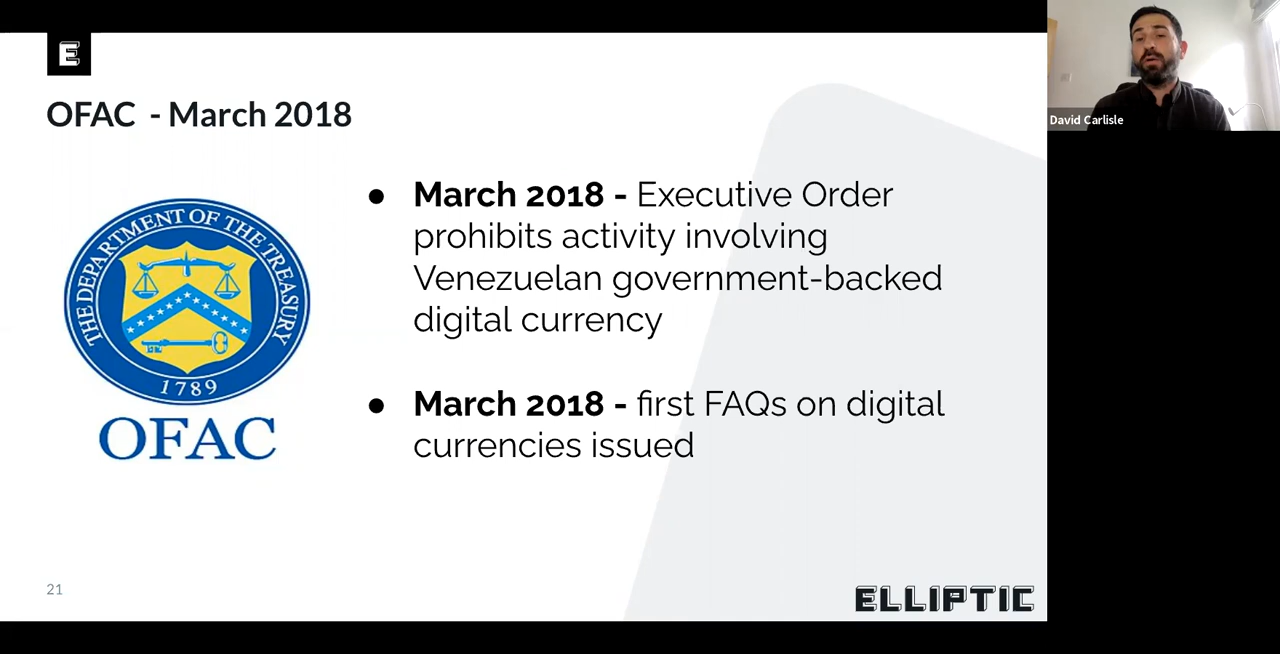 E
OFAC - March 2018
THE DEPARTMENT OF THE TREASURY
1789
OFAC
● March 2018 - Executive Order
prohibits activity involving
Venezuelan government-backed
digital currency
● March 2018 - first FAQs on digital
currencies issued
21
ELLIPTIC
David Carlisle